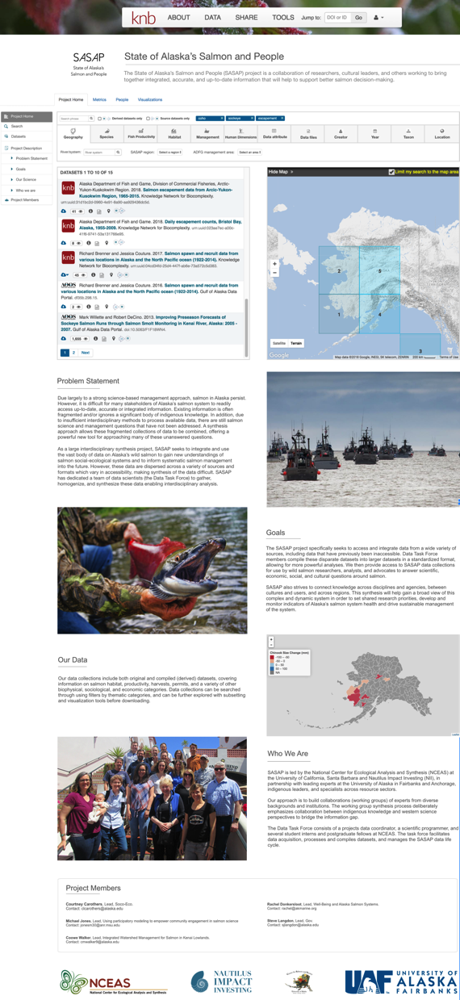 knb ABOUT DATA SHARE TOOLS Jump to: DOI or ID Go
SASAP
State of Alaska's
Salmon and People
State of Alaska's Salmon and People
The State of Alaska's Salmon and People (SASAP) project is a collaboration of researchers, cultural leaders, and others working to bring
together integrated, accurate, and up-to-date information that will help to support better salmon decision-making.
Project Home Metrics People Visualizations
Project Home
Search
Datasets
Project Description
Problem Statement
Goals
Our Science
Who we are
Project Members
Search phrase Derived datasets only Source datasets only coho sockeye escapement
Geography Species Fish Productivity Habitat Management Human Dimensions Data attribute Data files Creator Year Taxon Location
Riversystem: River system SASAP region: Select a region ADFG management area: Select an area
DATASETS 1 TO 10 OF 15
knb
Alaska Department of Fish and Game, Division of Commercial Fisheries, Arctic-
Yukon-Kuskokwim Region. 2018. Salmon escapement data from Arctic-Yukon-
Kusokwim Region, 1965-2015. Knowledge Network for Biocomplexity.
41
knb
Alaska Department of Fish and Game. 2018. Daily escapement counts, Bristol Bay,
Alaska, 1955-2009. Knowledge Network for Biocomplexity.
knb
Richard Brenner and Jessica Couture. 2017. Salmon spawn and recruit data from
various locations in Alaska and the North Pacific ocean (1922-2014). Knowledge
Network for Biocomplexity.
AOOS Richard Brenner and Jessica Couture. 2016. Salmon spawn and recruit data from
various locations in Alaska and the North Pacific ocean (1922-2014). Gulf of Alaska Data
Portal. df35b.298.15.
2
AOOS Mark Willette and Robert DeCino. 2013. Improving Preseason Forecasts of
Sockeye Salmon Runs through Salmon Smolt Monitoring in Kenai River, Alaska: 2005 -
2007. Gulf of Alaska Data Portal.
1 2 Next
Hide Map » Limit my search to the map area
2
5
1
4
3
+
−
Satellite Terrain
Google
Map data ©2018 Google, INEGI, SK telecom, ZENRIN 200 km Terms of Use
Problem Statement
Due largely to a strong science-based management approach, salmon in Alaska persist.
However, it is difficult for many stakeholders of Alaska's salmon system to readily
access up-to-date, accurate or integrated information. Existing information is often
fragmented and/or ignores a significant body of indigenous knowledge. In addition, due
to insufficient interdisciplinary methods to process available data, there are still salmon
science and management questions that have not been addressed. A synthesis
approach allows these fragmented collections of data to be combined, offering a
powerful new tool for approaching many of these unanswered questions.
As a large interdisciplinary synthesis project, SASAP seeks to integrate and use
the vast body of data on Alaska's wild salmon to gain new understandings of
salmon social-ecological systems and to inform systematic salmon management
into the future. However, these data are dispersed across a variety of sources and
formats which vary in accessibility, making synthesis of the data difficult. SASAP
has dedicated a team of data scientists (the Data Task Force) to gather,
homogenize, and synthesize these data enabling interdisciplinary analysis.
Goals
The SASAP project specifically seeks to access and integrate data from a wide variety of
sources, including data that have previously been inaccessible. Data Task Force
members compile these disparate datasets into larger datasets in a standardized format,
allowing for more powerful analyses. We then provide access to SASAP data collections
for use by wild salmon researchers, analysts, and advocates to answer scientific,
economic, social, and cultural questions around salmon.
SASAP also strives to connect knowledge across disciplines and agencies, between
cultures and users, and across regions. This synthesis will help gain a broad view of this
complex and dynamic system in order to set shared research priorities, develop and
monitor indicators of Alaska's salmon system health and drive sustainable management
of the system.
Our Data
Our data collections include both orginal and compiled (derived) datasets, covering
information on salmon habitat, productivity, harvests, permits, and a variety of other
biophysical, sociological, and economic categories. Data collections can be searched
through using filters by thematic categories, and can be further explored with subsetting
and visualization tools before downloading.
+
−
Chinook Size Change (mm)
-100 – -50
-50 – 0
0 – 50
50 – 100
NA
Leaflet
Who We Are
SASAP is led by the National Center for Ecological Analysis and Synthesis (NCEAS) at
the University of California, Santa Barbara and Nautilus Impact Investing (NII), in
partnership with leading experts at the University of Alaska in Fairbanks and Anchorage,
indigenous leaders, and specialists across resource sectors.
Our approach is to build collaborations (working groups) of experts from diverse
backgrounds and institutions. The working group synthesis process deliberately
emphasizes collaboration between indigenous knowledge and western science
perspectives to bridge the information gap.
The Data Task Force consists of a projects data coordinator, a scientific programmer, and
several student interns and postgraduate fellows at NCEAS. The task force facilitates
data acquisition, processes and compiles datasets, and manages the SASAP data life
cycle.
Project Members
Courtney Carothers, Lead, Soco-Eco.
Contact: clcarothers@alaska.edu
Michael Jones, Lead, Using participatory modeling to empower community engagement in salmon science
Contact: jonesm30@anr.msu.edu
Coowe Walker, Lead, Integrated Watershed Management for Salmon in Kenai Lowlands.
Contact: cmwalker9@alaska.edu
Rachel Donkersloot, Lead, Well-Being and Alaska Salmon Systems.
Contact: rachel@akmarine.org
Steve Langdon, Lead, Gov.
Contact: sjlangdon@alaska.edu
NCEAS
National Center for Ecological Analysis and Synthesis
NAUTILUS
IMPACT
INVESTING
UAF UNIVERSITY OF
ALASKA
FAIRBANKS